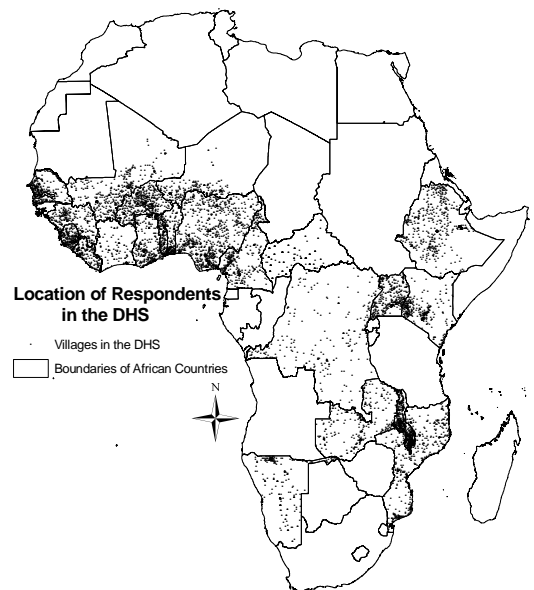 Location of Respondents
in the DHS
Villages in the DHS
Boundaries of African Countries
N